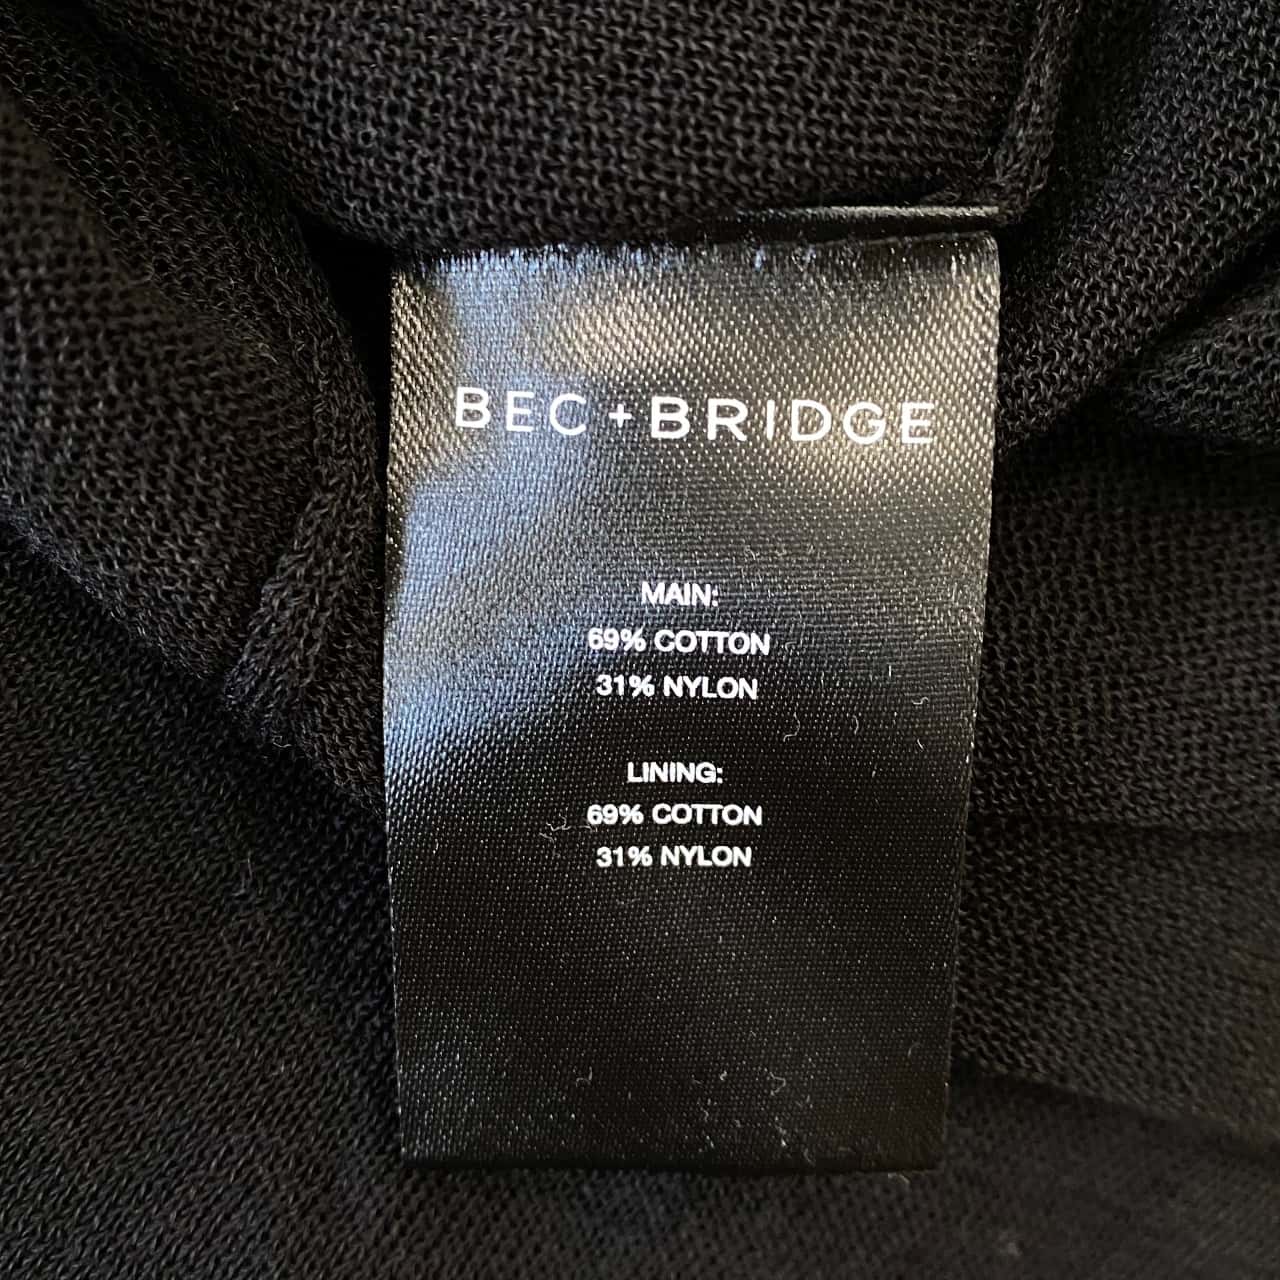 BEC + BRIDGE
MAIN:
69% COTTON
31% NYLON
LINING:
69% COTTON
31% NYLON